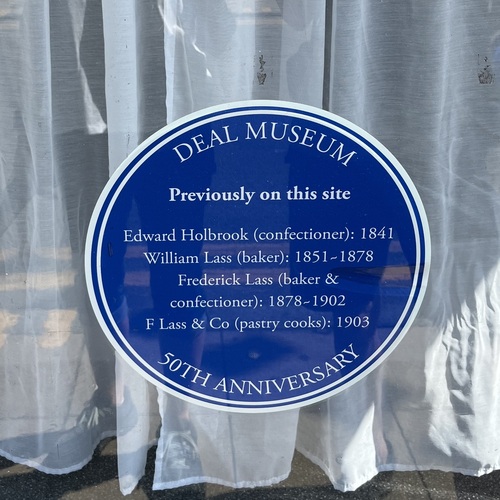 DEAL MUSEUM
Previously on this site
Edward Holbrook (confectioner): 1841
William Lass (baker): 1851-1878
Frederick Lass (baker &
confectioner): 1878-1902
F Lass & Co (pastry cooks): 1903
50TH ANNIVERSARY